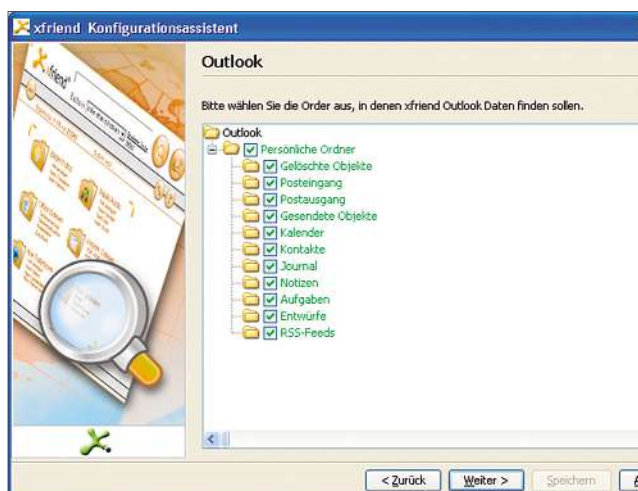 xfriend Konfigurationsassistent
xfriend
Outlook
Bitte wählen Sie die Order aus, in denen xfriend Outlook Daten finden sollen.
Outlook
Persönliche Ordner
Gelöschte Objekte
Posteingang
Postausgang
Gesendete Objekte
Kalender
Kontakte
Journal
Notizen
Aufgaben
Entwürfe
RSS-Feeds
< Zurück
Weiter >
Speichern